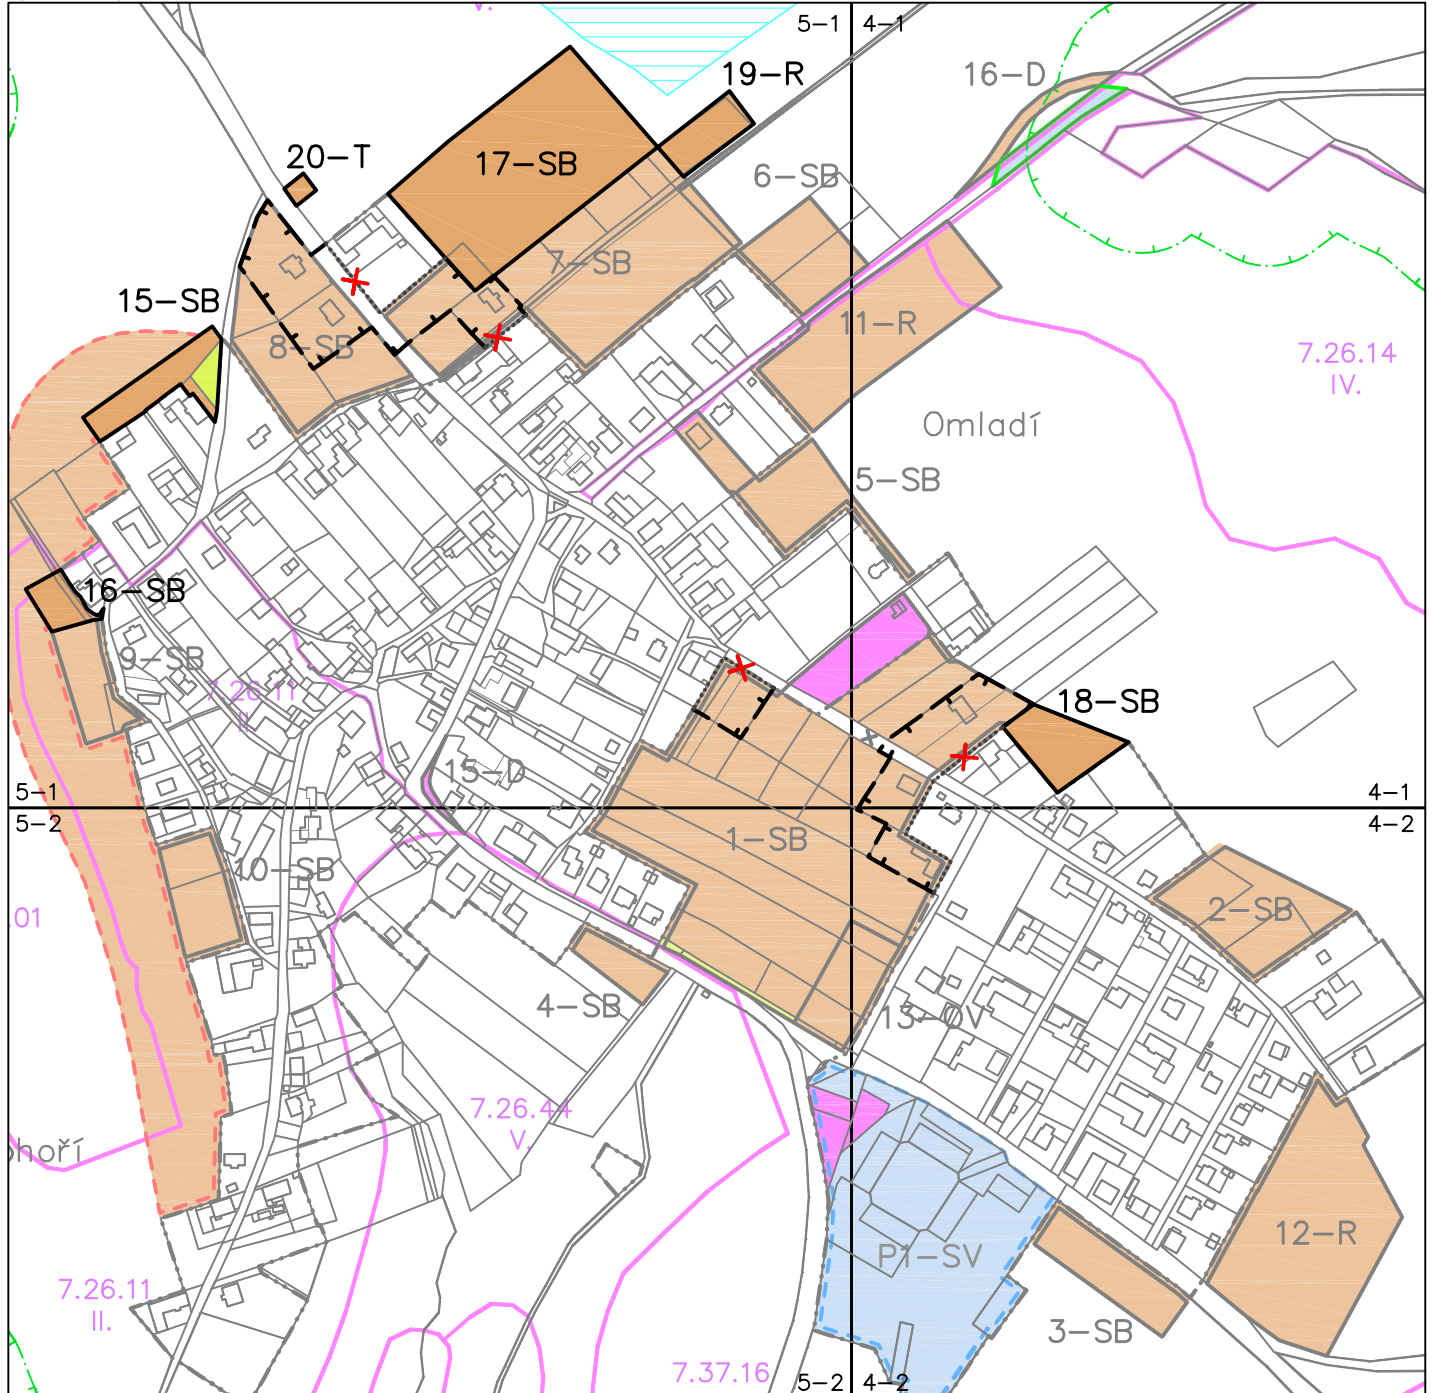 V.
5-1
4-1
19-R
16-D
20-T
17-SB
6-SB
7-SB
15-SB
8-SB
11-R
7.26.14
IV.
Omladí
5-SB
16-SB
9-SB
7.26.11
II.
18-SB
15-D
5-1
4-1
5-2
4-2
1-SB
10-SB
2-SB
.01
4-SB
13-OV
7.26.44
V.
ohoří
12-R
P1-SV
7.26.11
II.
3-SB
7.37.16
5-2
4-2